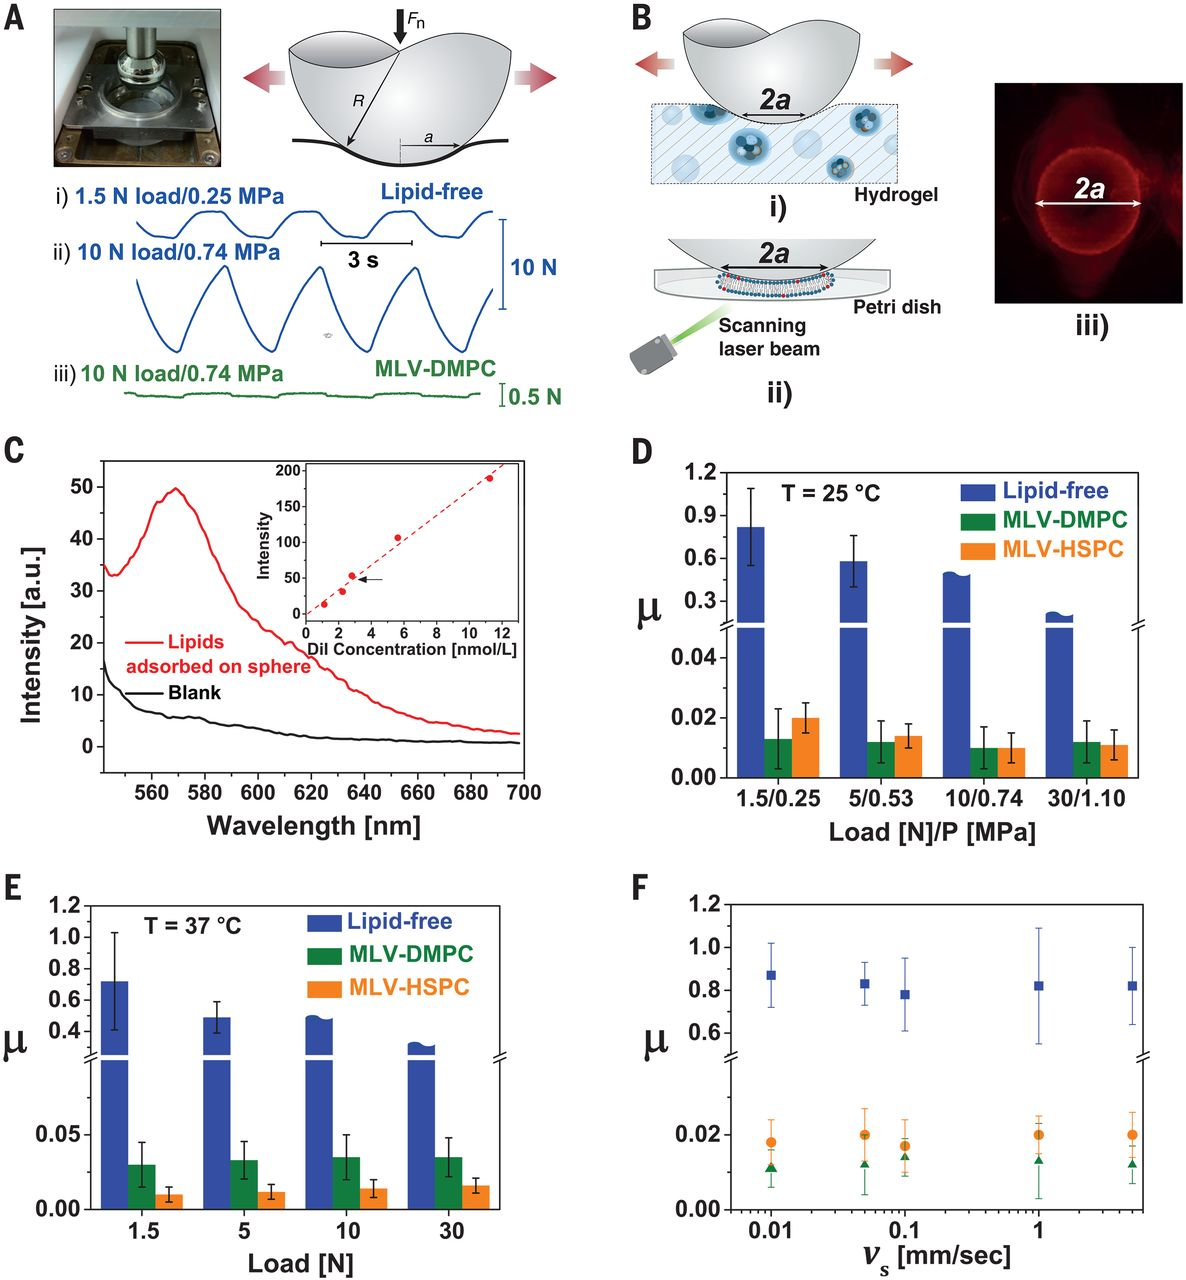 A
Fn
R
a
i) 1.5 N load/0.25 MPa
Lipid-free
ii) 10 N load/0.74 MPa
3 s
10 N
iii) 10 N load/0.74 MPa
MLV-DMPC
0.5 N
B
2a
Hydrogel
i)
2a
Petri dish
Scanning
laser beam
ii)
2a
iii)
C
Intensity [a.u.]
50
40
30
20
10
0
560 580 600 620 640 660 680 700
Wavelength [nm]
Lipids
adsorbed on sphere
Blank
Intensity
200
150
100
50
0
0 2 4 6 8 10 12
DiI Concentration [nmol/L]
D
T = 25 °C
Lipid-free
MLV-DMPC
MLV-HSPC
μ
1.2
0.9
0.6
0.3
0.04
0.02
0.00
1.5/0.25 5/0.53 10/0.74 30/1.10
Load [N]/P [MPa]
E
T = 37 °C
Lipid-free
MLV-DMPC
MLV-HSPC
μ
1.2
1.0
0.8
0.6
0.4
0.05
0.00
1.5 5 10 30
Load [N]
F
μ
1.2
1.0
0.8
0.6
0.02
0.00
0.01 0.1 1
vs [mm/sec]